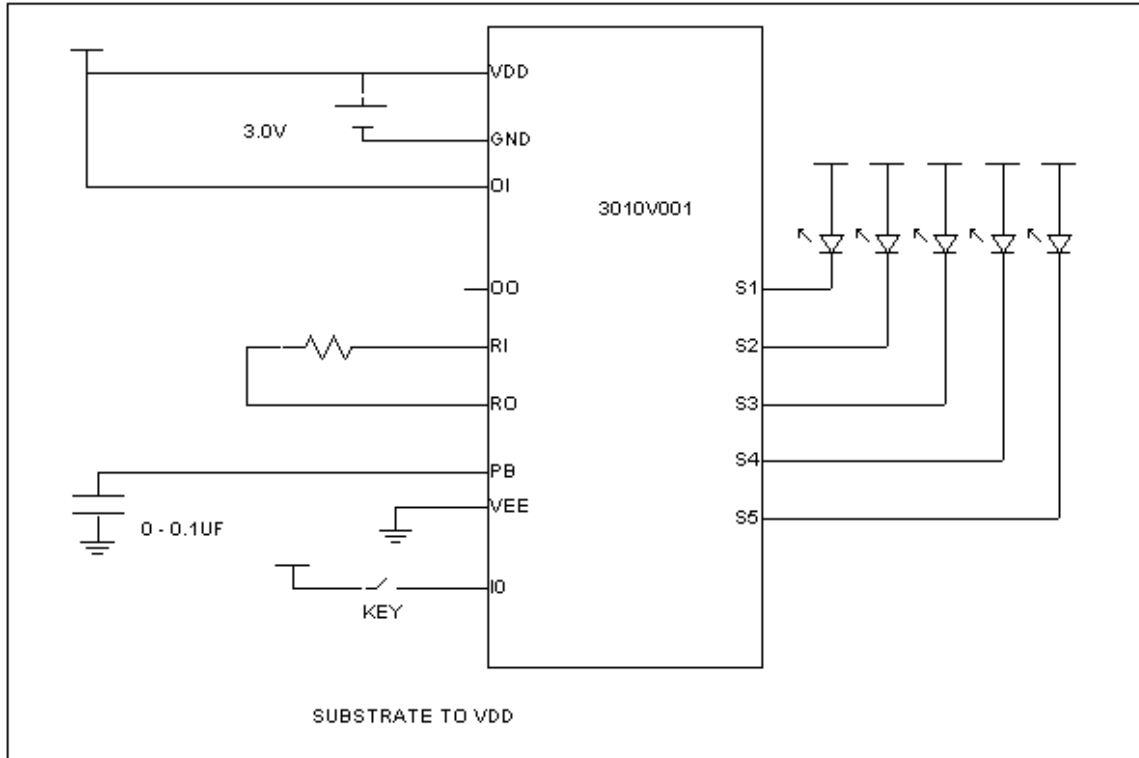 VDD
3.0V
GND
OI
3010V001
OO
S1
RI
S2
RO
S3
PB
S4
VEE
0 - 0.1UF
S5
I0
KEY
SUBSTRATE TO VDD